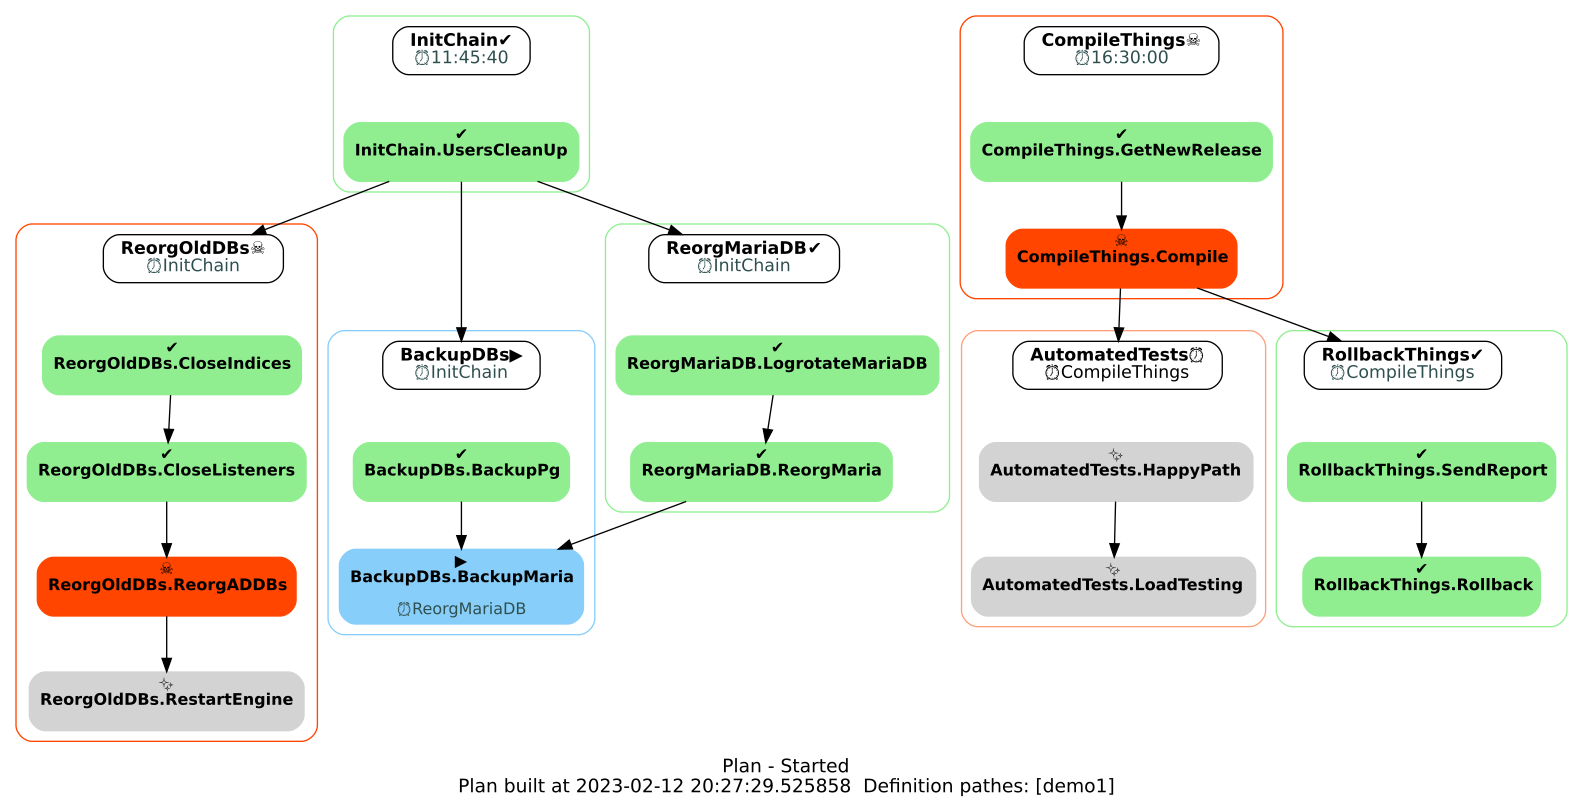 InitChain✔
⏰11:45:40
✔
InitChain.UsersCleanUp
CompileThings☠
⏰16:30:00
✔
CompileThings.GetNewRelease
☠
CompileThings.Compile
ReorgOldDBs☠
⏰InitChain
✔
ReorgOldDBs.CloseIndices
✔
ReorgOldDBs.CloseListeners
☠
ReorgOldDBs.ReorgADDBs
✨
ReorgOldDBs.RestartEngine
BackupDBs▶
⏰InitChain
✔
BackupDBs.BackupPg
▶
BackupDBs.BackupMaria
⏰ReorgMariaDB
ReorgMariaDB✔
⏰InitChain
✔
ReorgMariaDB.LogrotateMariaDB
✔
ReorgMariaDB.ReorgMaria
AutomatedTests⏰
⏰CompileThings
✨
AutomatedTests.HappyPath
✨
AutomatedTests.LoadTesting
RollbackThings✔
⏰CompileThings
✔
RollbackThings.SendReport
✔
RollbackThings.Rollback
Plan - Started
Plan built at 2023-02-12 20:27:29.525858  Definition pathes: [demo1]